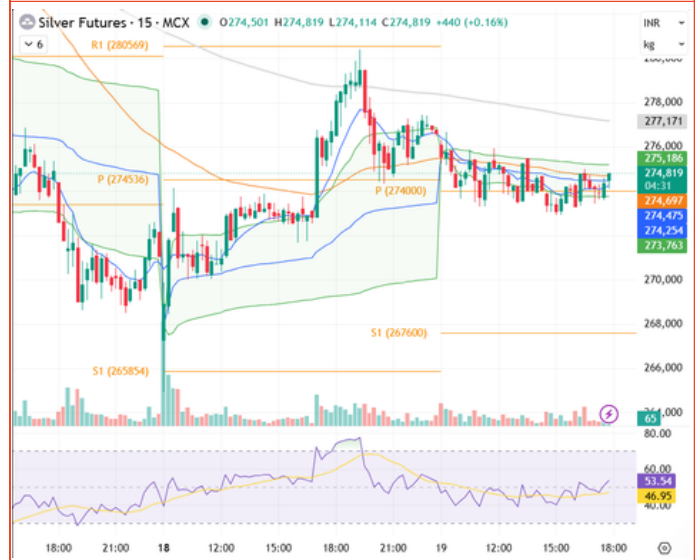 Silver Futures · 15 · MCX O274,501 H274,819 L274,114 C274,819 +440 (+0.16%)
INR
6
kg
R1 (280569)
278,000
277,171
276,000
275,186
P (274536)
274,819
04:31
P (274000)
274,697
274,475
274,254
273,763
270,000
268,000
S1 (267600)
S1 (265854)
266,000
65
80.00
60.00
53.54
46.95
40.00
18:00 21:00 18 12:00 15:00 18:00 21:00 19 12:00 15:00 18:00